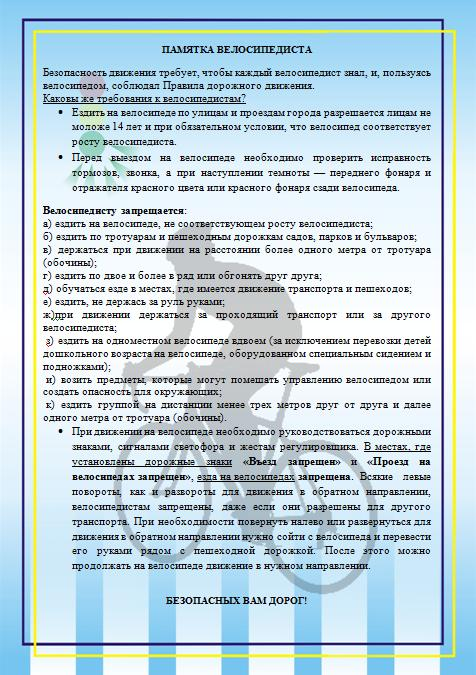 ПАМЯТКА ВЕЛОСИПЕДИСТА
Безопасность движения требует, чтобы каждый велосипедист знал, и, пользуясь
велосипедом, соблюдал Правила дорожного движения.
Каковы же требования к велосипедистам?
• Ездить на велосипеде по улицам и проездам города разрешается лицам не
моложе 14 лет и при обязательном условии, что велосипед соответствует
росту велосипедиста.
• Перед выездом на велосипеде необходимо проверить исправность
тормозов, звонка, а при наступлении темноты — переднего фонаря и
отражателя красного цвета или красного фонаря сзади велосипеда.
Велосипедисту запрещается:
а) ездить на велосипеде, не соответствующем росту велосипедиста;
б) ездить по тротуарам и пешеходным дорожкам садов, парков и бульваров;
в) держаться при движении на расстоянии более одного метра от тротуара
(обочины);
г) ездить по двое и более в ряд или обгонять друг друга;
д) обучаться езде в местах, где имеется движение транспорта и пешеходов;
е) ездить, не держась за руль руками;
ж)при движении держаться за проходящий транспорт или за другого
велосипедиста;
з) ездить на одноместном велосипеде вдвоем (за исключением перевозки детей
дошкольного возраста на велосипеде, оборудованном специальным сидением и
подножками);
и) возить предметы, которые могут помешать управлению велосипедом или
создать опасность для окружающих;
к) ездить группой на дистанции менее трех метров друг от друга и далее
одного метра от тротуара (обочины).
• При движении на велосипеде необходимо руководствоваться дорожными
знаками, сигналами светофора и жестам регулировщика. В местах, где
установлены дорожные знаки «Въезд запрещен» и «Проезд на
велосипедах запрещен», езда на велосипедах запрещена. Всякие левые
повороты, как и развороты для движения в обратном направлении,
велосипедистам запрещены, даже если они разрешены для другого
транспорта. При необходимости повернуть налево или развернуться для
движения в обратном направлении нужно сойти с велосипеда и перевести
его руками рядом с пешеходной дорожкой. После этого можно
продолжать на велосипеде движение в нужном направлении.
БЕЗОПАСНЫХ ВАМ ДОРОГ!